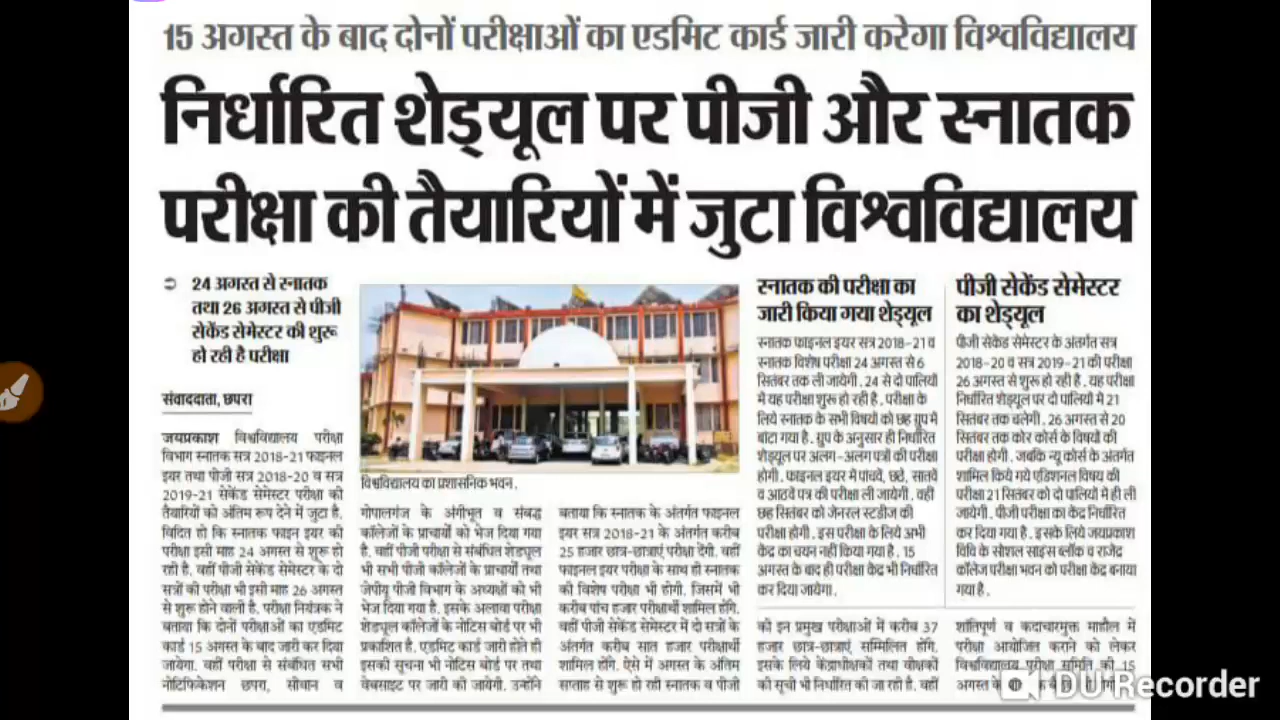 15 अगस्त के बाद दोनों परीक्षाओं का एडमिट कार्ड जारी करेगा विश्वविद्यालय
निर्धारित शेड्यूल पर पीजी और स्नातक
परीक्षा की तैयारियों में जुटा विश्वविद्यालय
24 अगस्त से स्नातक
तथा 26 अगस्त से पीजी
सेकेंड सेमेस्टर की शुरू
हो रही है परीक्षा
संवाददाता, छपरा
जयप्रकाश विश्वविद्यालय परीक्षा
विभाग स्नातक सत्र 2018-21 फाइनल
इयर तथा पीजी सत्र 2018-20 व सत्र
2019-21 सेकेंड सेमेस्टर परीक्षा की
तैयारियों को अंतिम रूप देने में जुटा है.
विदित हो कि स्नातक फाइन इयर की
परीक्षा इसी माह 24 अगस्त से शुरू हो
रही है. वहीं पीजी सेकेंड सेमेस्टर के दो
सत्रों की परीक्षा भी इसी माह 26 अगस्त
से शुरू होने वाली है. परीक्षा नियंत्रक ने
बताया कि दोनों परीक्षाओं का एडमिट
कार्ड 15 अगस्त के बाद जारी कर दिया
जायेगा. वहीं परीक्षा से संबंधित सभी
नोटिफिकेशन छपरा, सीवान व
विश्वविद्यालय का प्रशासनिक भवन.
गोपालगंज के अंगीभूत व संबद्ध
कॉलेजों के प्राचार्यों को भेज दिया गया
है. वहीं पीजी परीक्षा से संबंधित शेड्यूल
भी सभी पीजी कॉलेजों के प्राचार्यों तथा
जेपीयू पीजी विभाग के अध्यक्षों को भी
भेज दिया गया है. इसके अलावा परीक्षा
शेड्यूल कॉलेजों के नोटिस बोर्ड पर भी
प्रकाशित है. एडमिट कार्ड जारी होते ही
इसकी सूचना भी नोटिस बोर्ड पर तथा
वेबसाइट पर जारी की जायेगी. उन्होंने
बताया कि स्नातक के अंतर्गत फाइनल
इयर सत्र 2018-21 के अंतर्गत करीब
25 हजार छात्र-छात्राएं परीक्षा देंगी. वहीं
फाइनल इयर परीक्षा के साथ ही स्नातक
की विशेष परीक्षा भी होगी. जिसमें भी
करीब पांच हजार परीक्षार्थी शामिल होंगे.
वहीं पीजी सेकेंड सेमेस्टर में दो सत्रों के
अंतर्गत करीब सात हजार परीक्षार्थी
शामिल होंगे. ऐसे में अगस्त के अंतिम
सप्ताह से शुरू हो रही स्नातक व पीजी
स्नातक की परीक्षा का
जारी किया गया शेड्यूल
स्नातक फाइनल इयर सत्र 2018-21 व
स्नातक विशेष परीक्षा 24 अगस्त से 6
सितंबर तक ली जायेगी. 24 से दो पालियों
में यह परीक्षा शुरू हो रही है. परीक्षा के
लिये स्नातक के सभी विषयों को छह ग्रुप में
बांटा गया है. ग्रुप के अनुसार ही निर्धारित
शेड्यूल पर अलग-अलग पत्रों की परीक्षा
होगी. फाइनल इयर में पांचवें, छठे, सातवें
व आठवें पत्र की परीक्षा ली जायेगी. वहीं
छह सितंबर को जेनरल स्टडीज की
परीक्षा होगी. इस परीक्षा के लिये अभी
केंद्र का चयन नहीं किया गया है. 15
अगस्त के बाद ही परीक्षा केंद्र भी निर्धारित
कर दिया जायेगा.
की इन प्रमुख परीक्षाओं में करीब 37
हजार छात्र-छात्राएं सम्मिलित होंगे.
इसके लिये केंद्राधीक्षकों तथा वीक्षकों
की सूची भी निर्धारित की जा रही है. वहीं
पीजी सेकेंड सेमेस्टर
का शेड्यूल
पीजी सेकेंड सेमेस्टर के अंतर्गत सत्र
2018-20 व सत्र 2019-21 की परीक्षा
26 अगस्त से शुरू हो रही है. यह परीक्षा
निर्धारित शेड्यूल पर दो पालियों में 21
सितंबर तक चलेगी. 26 अगस्त से 20
सितंबर तक कोर कोर्स के विषयों की
परीक्षा होगी. जबकि न्यू कोर्स के अंतर्गत
शामिल किये गये एडिशनल विषय की
परीक्षा 21 सितंबर को दो पालियों में ही ली
जायेगी. पीजी परीक्षा का केंद्र निर्धारित
कर दिया गया है. इसके लिये जयप्रकाश
विवि के सोशल साइंस ब्लॉक व राजेंद्र
कॉलेज परीक्षा भवन को परीक्षा केंद्र बनाया
गया है.
शांतिपूर्ण व कदाचारमुक्त माहौल में
परीक्षा आयोजित कराने को लेकर
विश्वविद्यालय परीक्षा समिति की 15
अगस्त के
DU Recorder